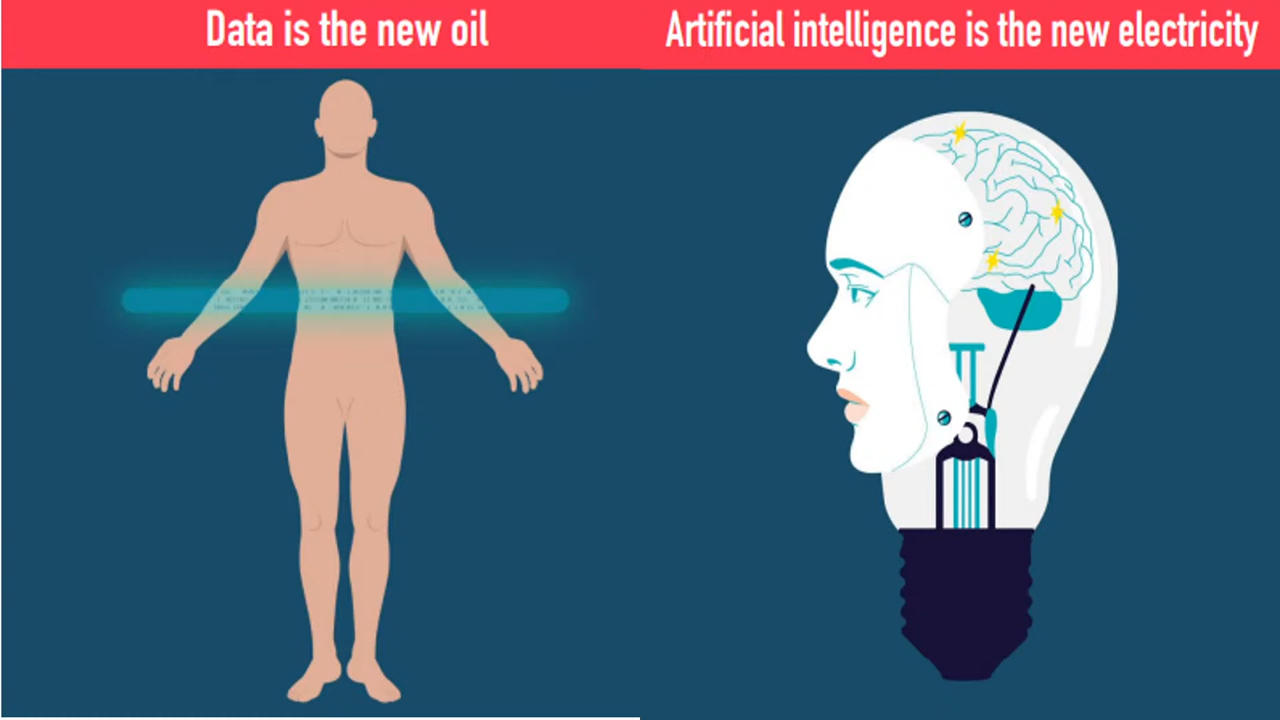 Data is the new oil
Artificial intelligence is the new electricity